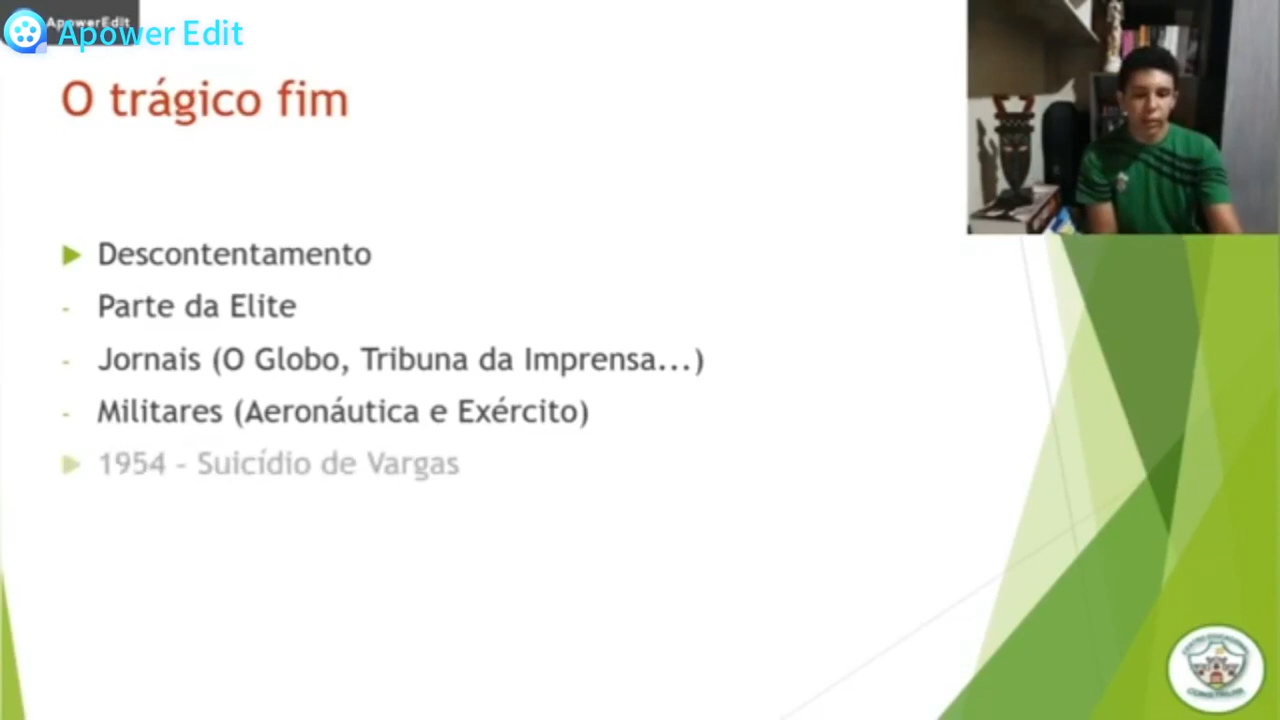 ApowerEdit
Apower Edit
O trágico fim
Descontentamento
- Parte da Elite
- Jornais (O Globo, Tribuna da Imprensa...)
- Militares (Aeronáutica e Exército)
1954 - Suicídio de Vargas
CONSTRUIR